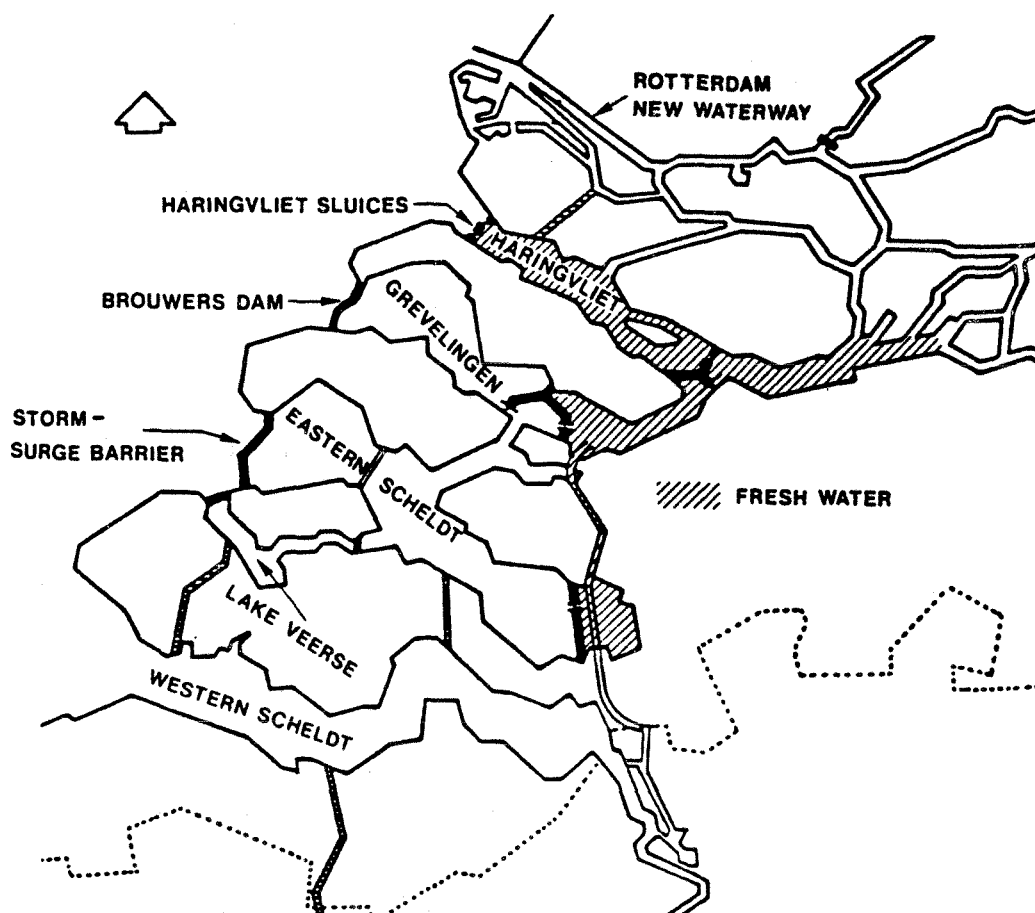 ROTTERDAM
NEW WATERWAY
HARINGVLIET SLUICES
HARINGVLIET
BROUWERS DAM
GREVELINGEN
STORM-
SURGE BARRIER
EASTERN
SCHELDT
FRESH WATER
LAKE VEERSE
WESTERN SCHELDT